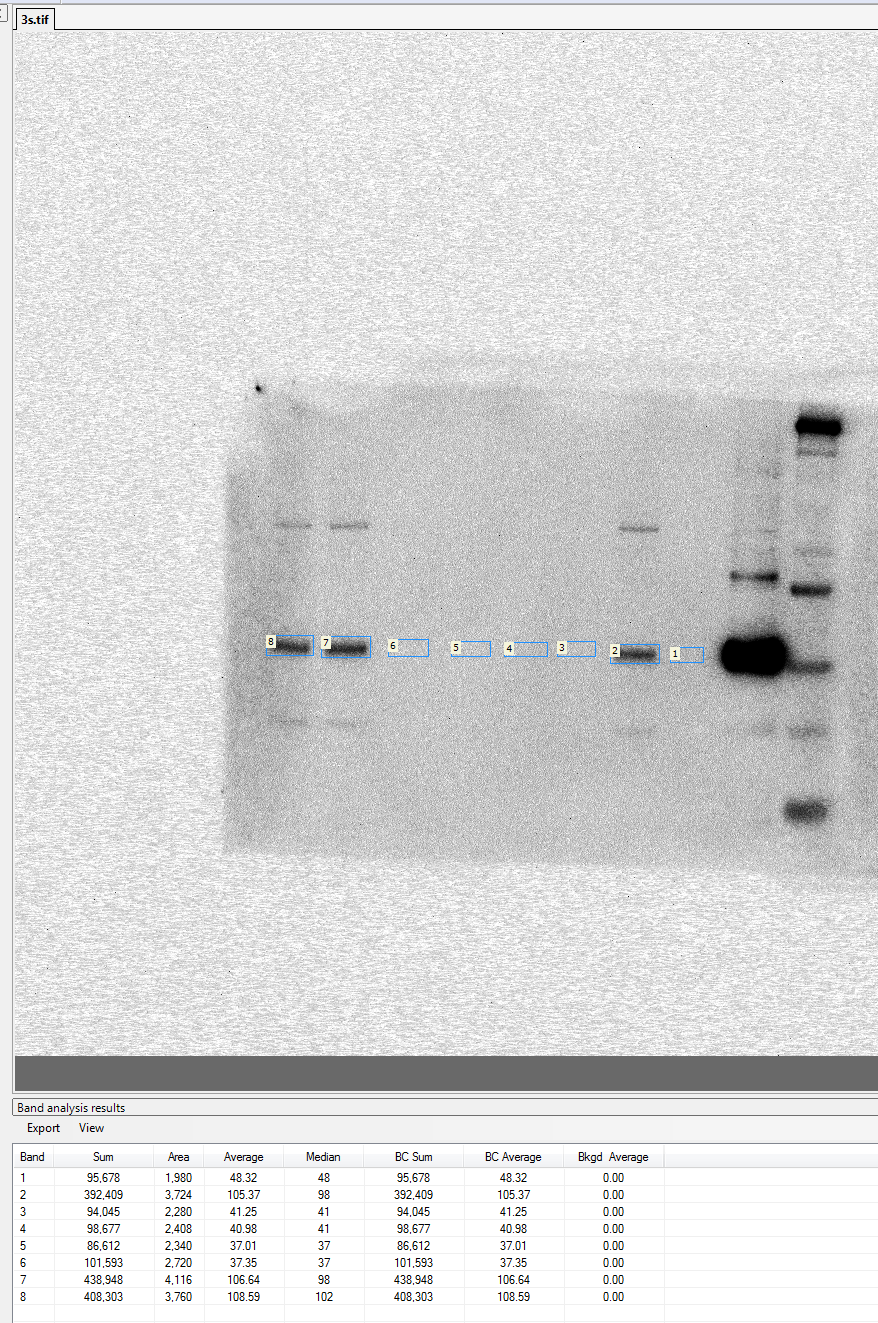 3s.tif
8 7 6 5 4 3 2 1
Band analysis results
Export View
Band Sum Area Average Median BC Sum BC Average Bkgd Average
1 95,678 1,980 48.32 48 95,678 48.32 0.00
2 392,409 3,724 105.37 98 392,409 105.37 0.00
3 94,045 2,280 41.25 41 94,045 41.25 0.00
4 98,677 2,408 40.98 41 98,677 40.98 0.00
5 86,612 2,340 37.01 37 86,612 37.01 0.00
6 101,593 2,720 37.35 37 101,593 37.35 0.00
7 438,948 4,116 106.64 98 438,948 106.64 0.00
8 408,303 3,760 108.59 102 408,303 108.59 0.00